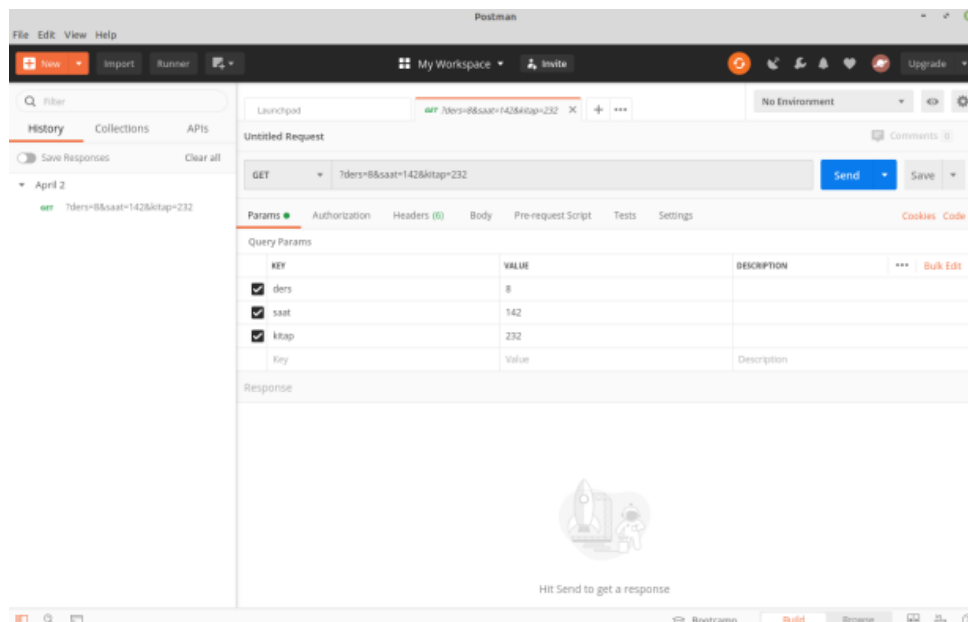 Postman
File Edit View Help
New Import Runner My Workspace Invite Upgrade
Filter
History Collections APIs
Save Responses Clear all
April 2
GET ?ders=8&saat=142&kitap=232
Launchpad GET ?ders=8&saat=142&kitap=232 No Environment
Untitled Request Comments 0
GET ?ders=8&saat=142&kitap=232 Send Save
Params Authorization Headers (6) Body Pre-request Script Tests Settings Cookies Code
Query Params
KEY VALUE DESCRIPTION Bulk Edit
ders 8
saat 142
kitap 232
Key Value Description
Response
Hit Send to get a response
Bootcamp Build Browse